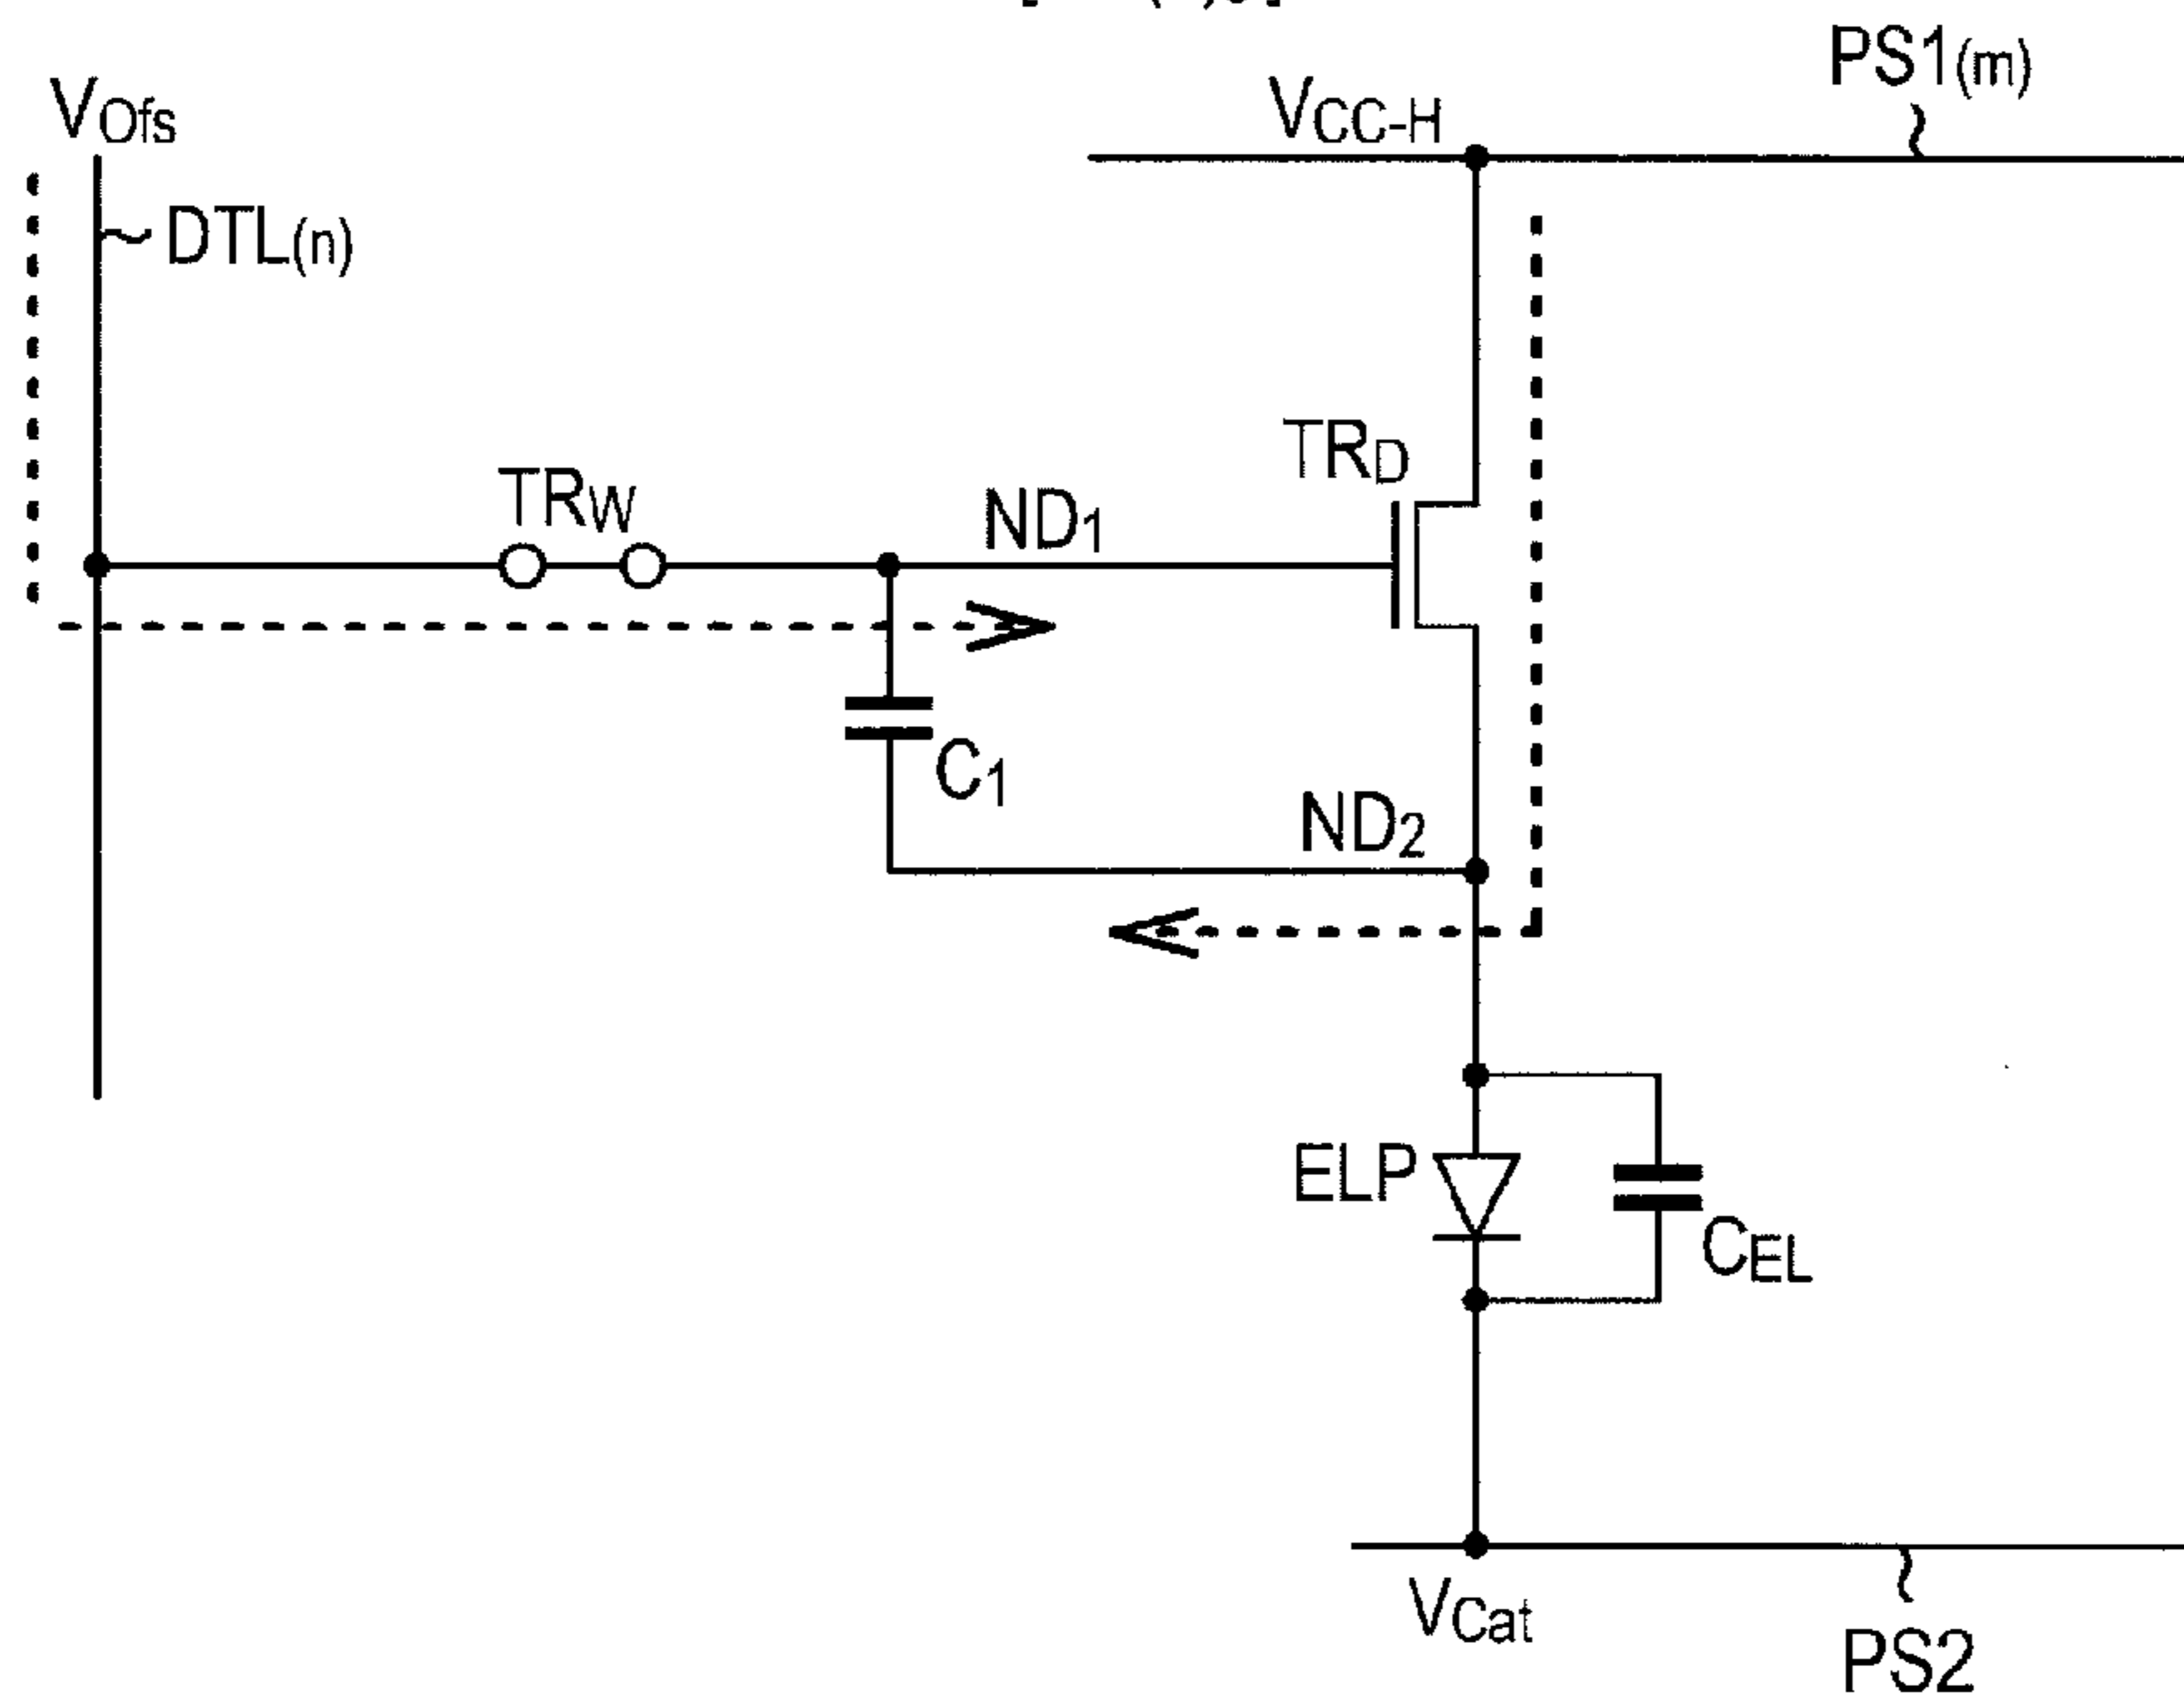 PS1(m)
VOfs
VCC-H
DTL(n)
TRD
TRW
ND1
C1
ND2
ELP
CEL
VCat
PS2